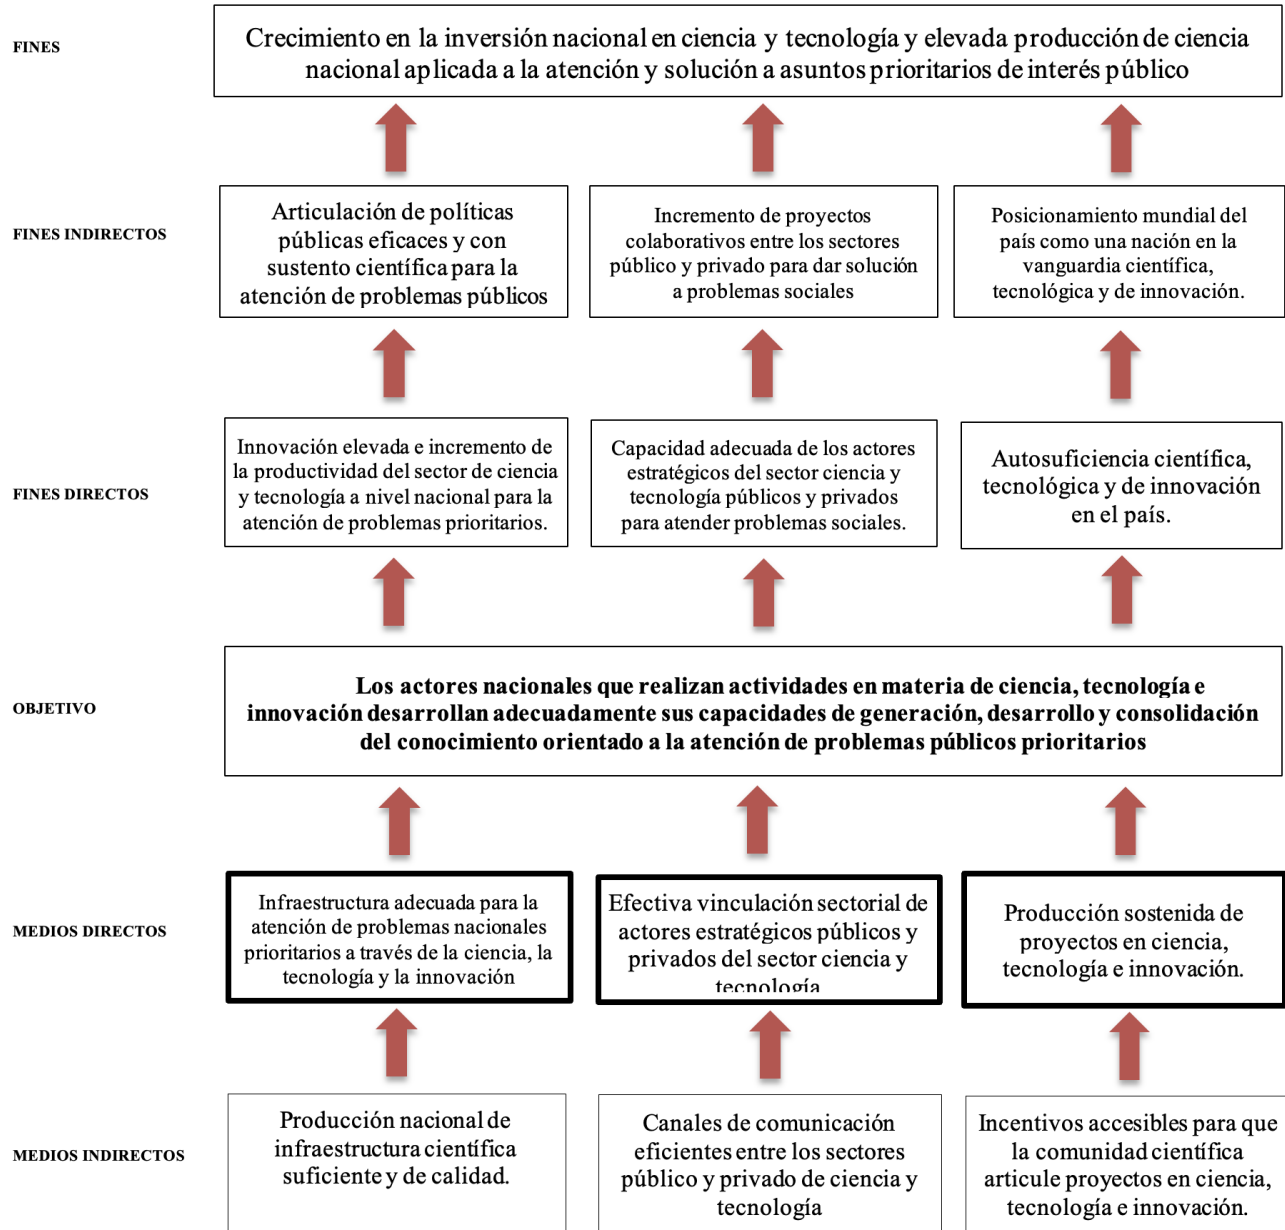 FINES
Crecimiento en la inversión nacional en ciencia y tecnología y elevada producción de ciencia
nacional aplicada a la atención y solución a asuntos prioritarios de interés público
FINES INDIRECTOS
Articulación de políticas
públicas eficaces y con
sustento científica para la
atención de problemas públicos
Incremento de proyectos
colaborativos entre los sectores
público y privado para dar solución
a problemas sociales
Posicionamiento mundial del
país como una nación en la
vanguardia científica,
tecnológica y de innovación.
FINES DIRECTOS
Innovación elevada e incremento de
la productividad del sector de ciencia
y tecnología a nivel nacional para la
atención de problemas prioritarios.
Capacidad adecuada de los actores
estratégicos del sector ciencia y
tecnología públicos y privados
para atender problemas sociales.
Autosuficiencia científica,
tecnológica y de innovación
en el país.
OBJETIVO
Los actores nacionales que realizan actividades en materia de ciencia, tecnología e
innovación desarrollan adecuadamente sus capacidades de generación, desarrollo y consolidación
del conocimiento orientado a la atención de problemas públicos prioritarios
MEDIOS DIRECTOS
Infraestructura adecuada para la
atención de problemas nacionales
prioritarios a través de la ciencia, la
tecnología y la innovación
Efectiva vinculación sectorial de
actores estratégicos públicos y
privados del sector ciencia y
tecnología
Producción sostenida de
proyectos en ciencia,
tecnología e innovación.
MEDIOS INDIRECTOS
Producción nacional de
infraestructura científica
suficiente y de calidad.
Canales de comunicación
eficientes entre los sectores
público y privado de ciencia y
tecnología
Incentivos accesibles para que
la comunidad científica
articule proyectos en ciencia,
tecnología e innovación.